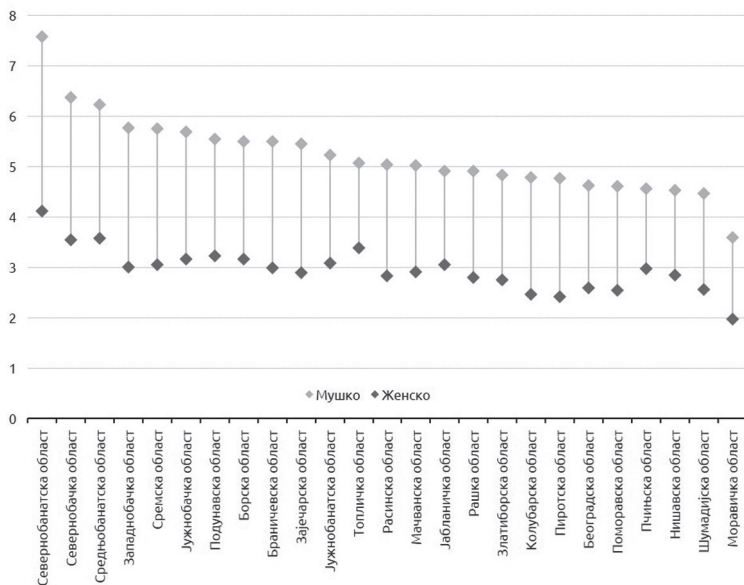 8
7
6
5
4
3
2
1
0
Мушко Женско
Севернобанатска област
Севернобачка област
Средњобанатска област
Западнобачка област
Сремска област
Јужнобачка област
Подунавска област
Борска област
Браничевска област
Зајечарска област
Јужнобанатска област
Топличка област
Расинска област
Мачванска област
Јабланичка област
Рашка област
Златиборска област
Колубарска област
Пиротска област
Београдска област
Поморавска област
Пчињска област
Нишавска област
Шумадијска област
Моравичка област